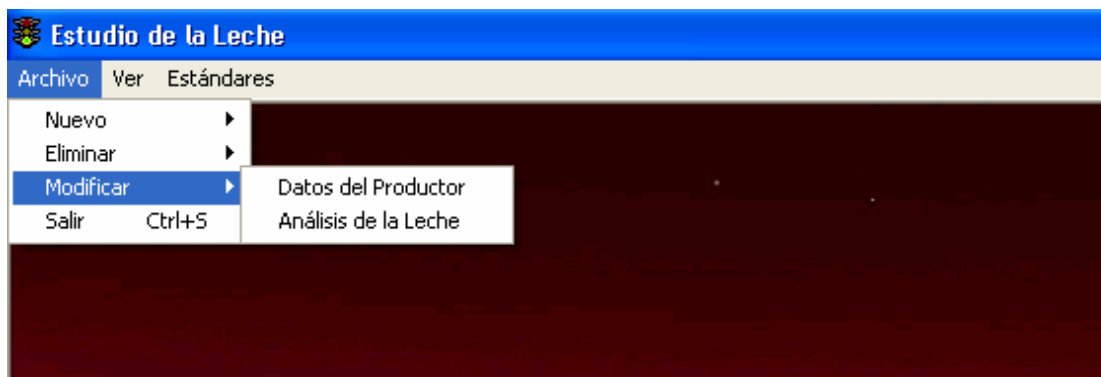 Estudio de la Leche
Archivo Ver Estándares
Nuevo
Eliminar
Modificar
Datos del Productor
Salir Ctrl+S
Análisis de la Leche